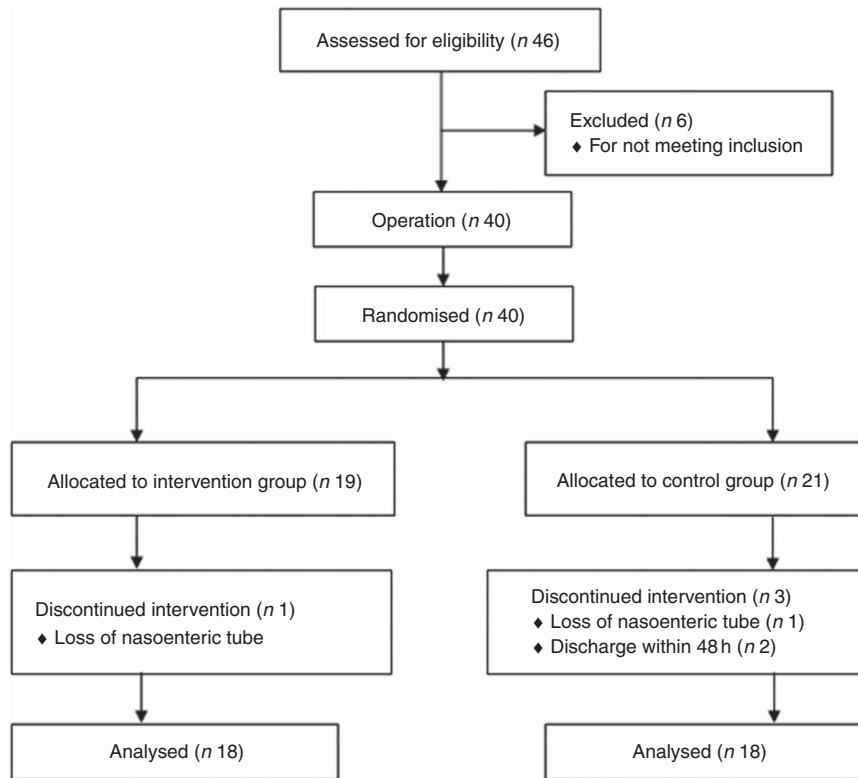 Assessed for eligibility (n 46)
Excluded (n 6)
♦ For not meeting inclusion
Operation (n 40)
Randomised (n 40)
Allocated to intervention group (n 19)
Allocated to control group (n 21)
Discontinued intervention (n 1)
♦ Loss of nasoenteric tube
Discontinued intervention (n 3)
♦ Loss of nasoenteric tube (n 1)
♦ Discharge within 48 h (n 2)
Analysed (n 18)
Analysed (n 18)